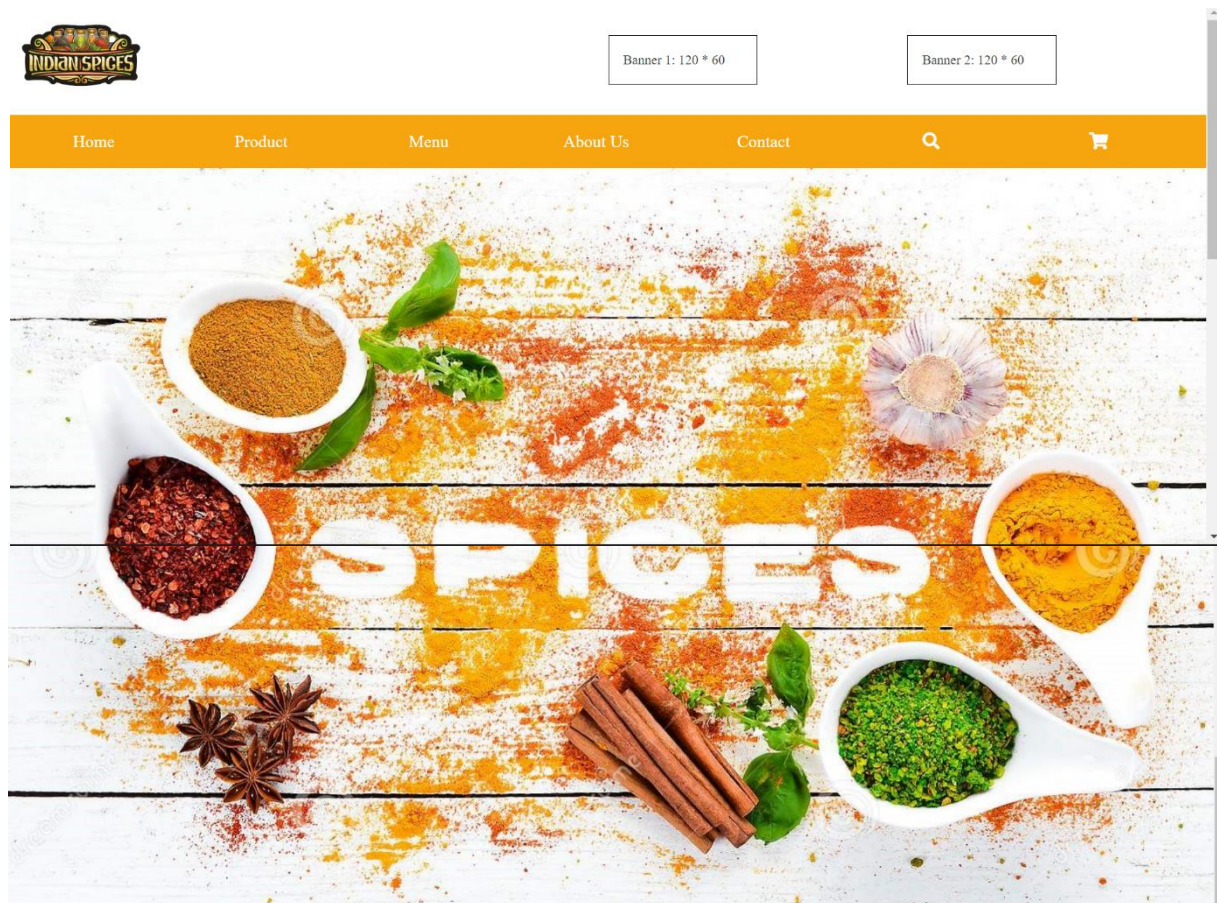 INDIAN SPICES
Banner 1: 120 * 60
Banner 2: 120 * 60
Home
Product
Menu
About Us
Contact
SPICES